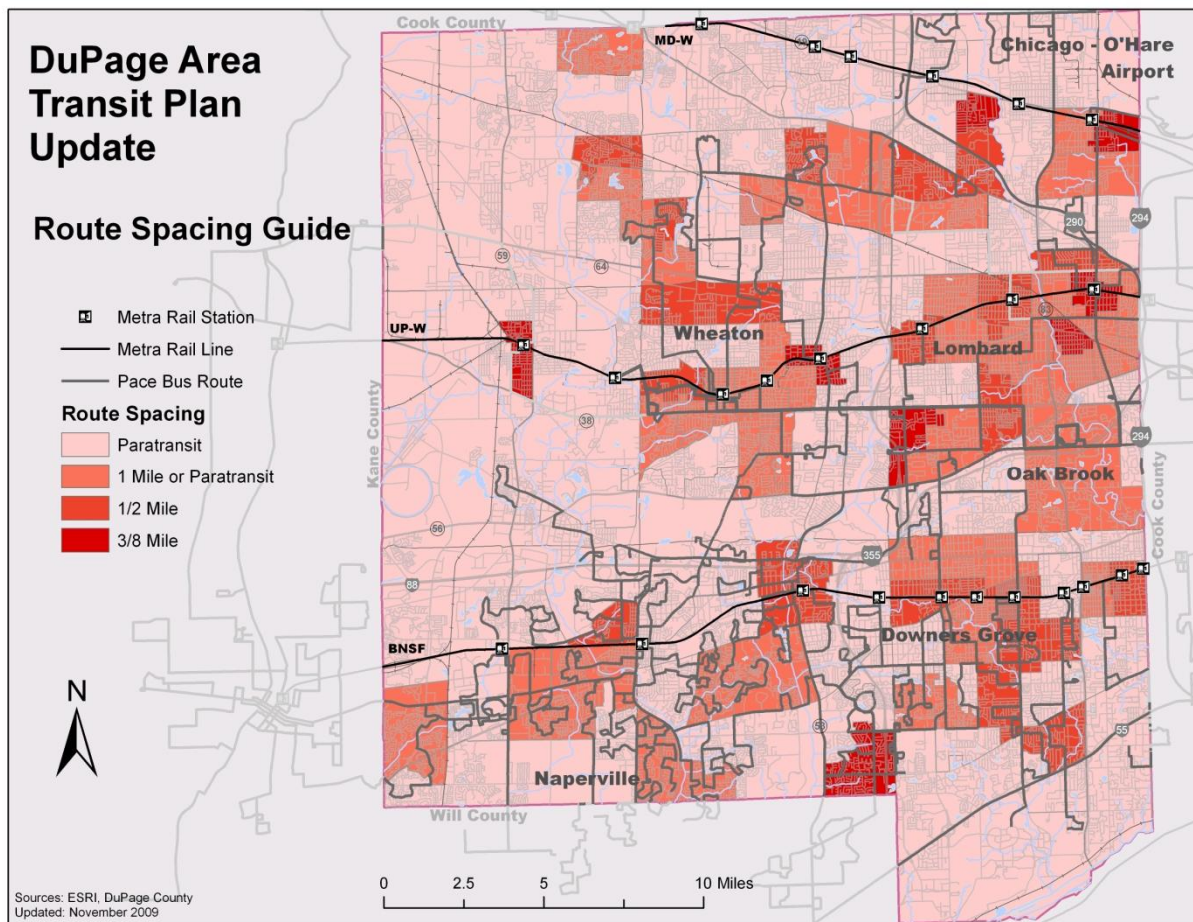 DuPage Area
Transit Plan
Update
Route Spacing Guide
Metra Rail Station
Metra Rail Line
Pace Bus Route
Route Spacing
Paratransit
1 Mile or Paratransit
1/2 Mile
3/8 Mile
N
Sources: ESRI, DuPage County
Updated: November 2009
0 2.5 5 10 Miles
Cook County
MD-W
Chicago - O'Hare
Airport
290
294
59
64
UP-W
Wheaton
Lombard
83
Kane County
38
294
Oak Brook
Cook County
56
355
88
Downers Grove
BNSF
53
55
Naperville
Will County